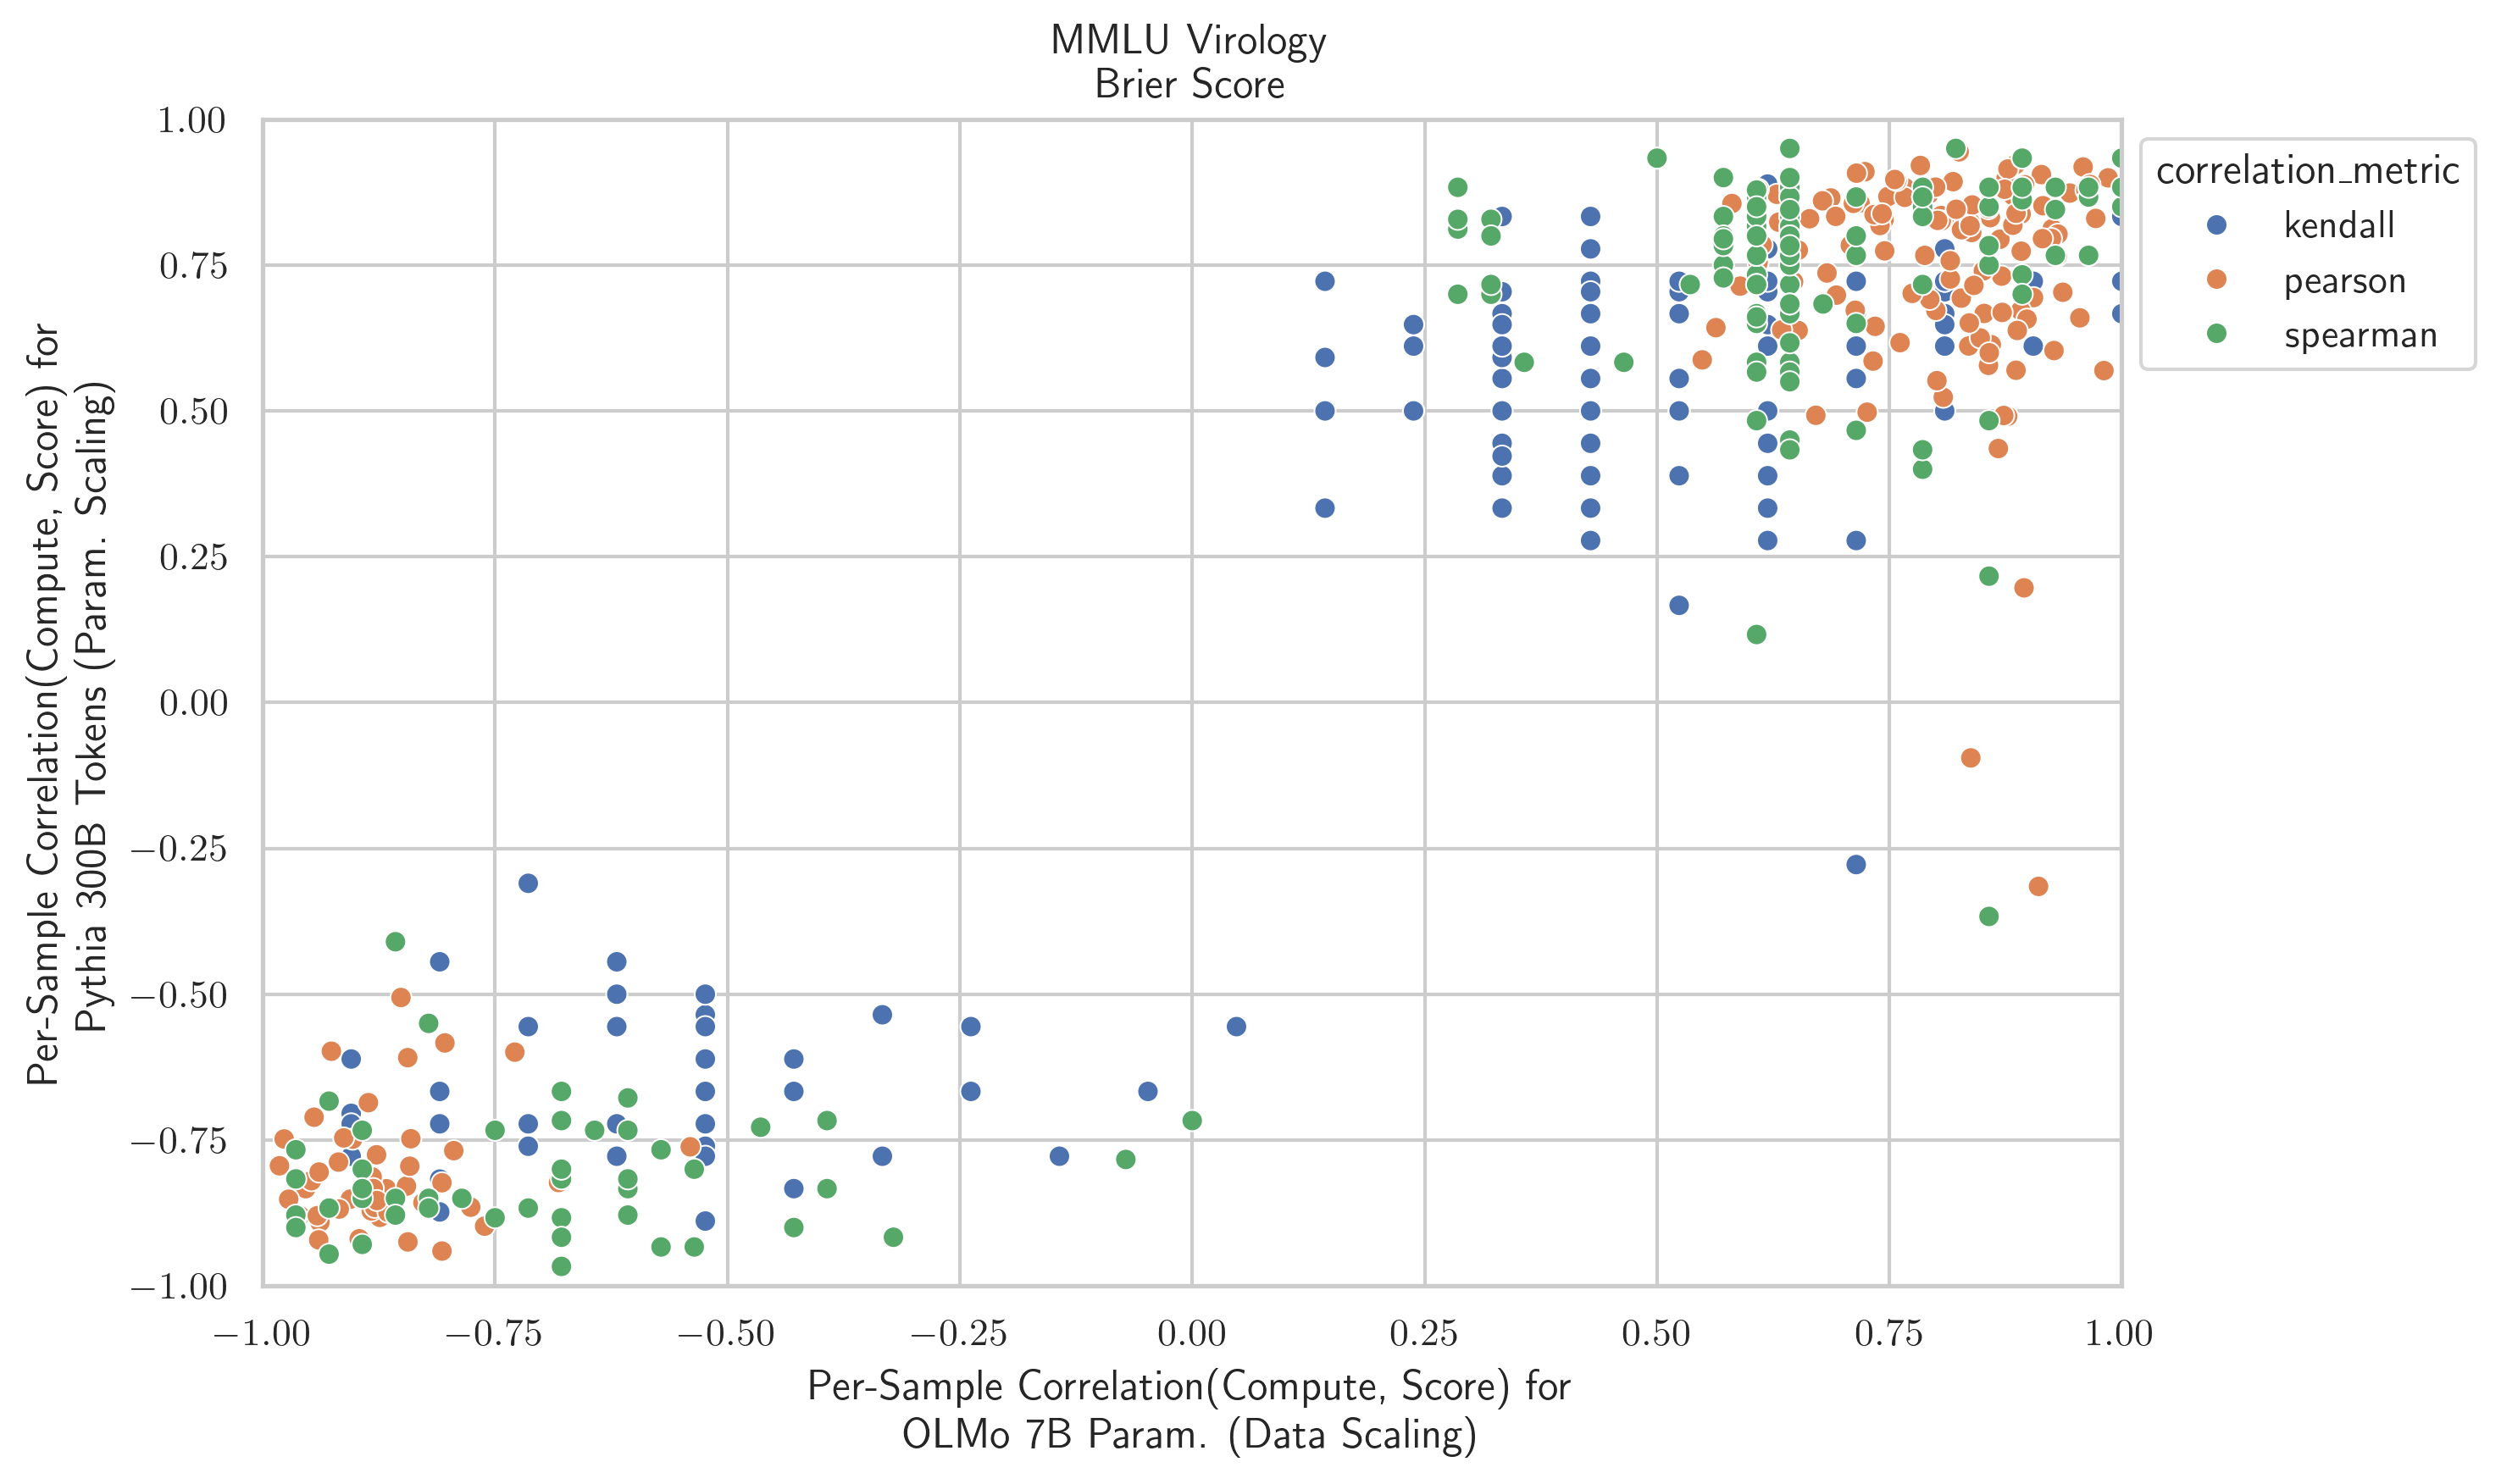 MMLU Virology
Brier Score
Per-Sample Correlation(Compute, Score) for
Pythia 300B Tokens (Param. Scaling)
1.00
0.75
0.50
0.25
0.00
−0.25
−0.50
−0.75
−1.00
−1.00 −0.75 −0.50 −0.25 0.00 0.25 0.50 0.75 1.00
Per-Sample Correlation(Compute, Score) for
OLMo 7B Param. (Data Scaling)
correlation_metric
kendall
pearson
spearman